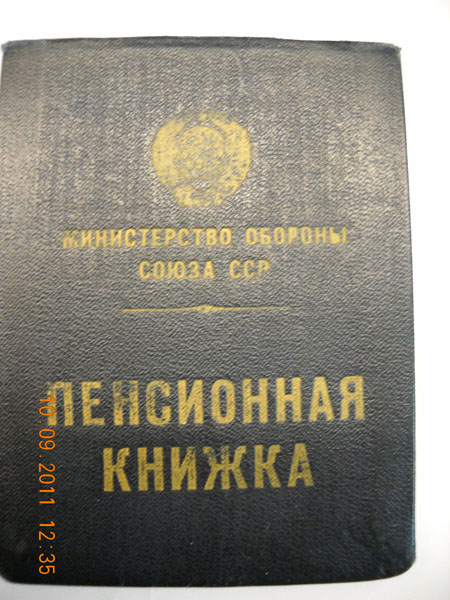 МИНИСТЕРСТВО ОБОРОНЫ
СОЮЗА ССР
ПЕНСИОННАЯ
КНИЖКА
10.09.2011 12:35